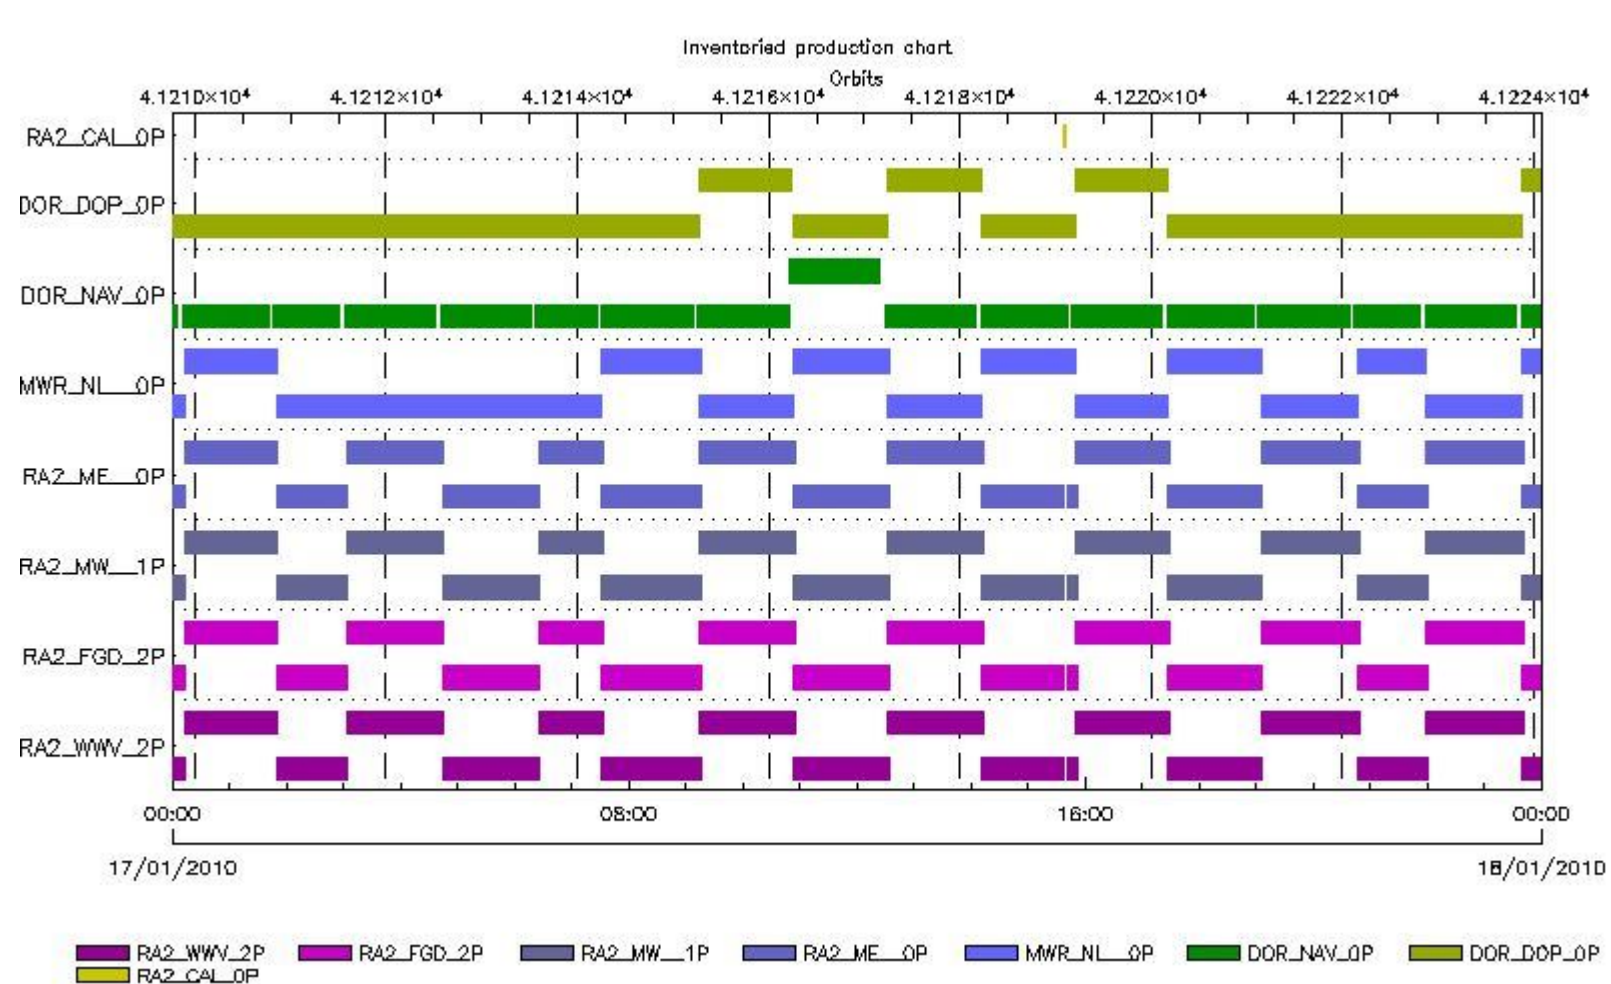 Inventoried production chart
Orbits
4.1210×10⁴ 4.1212×10⁴ 4.1214×10⁴ 4.1216×10⁴ 4.1218×10⁴ 4.1220×10⁴ 4.1222×10⁴ 4.1224×10⁴
RA2_CAL_0P
DOR_DOP_0P
DOR_NAV_0P
MWR_NL__0P
RA2_ME__0P
RA2_MW__1P
RA2_FGD_2P
RA2_WWV_2P
00:00 08:00 16:00 00:00
17/01/2010 18/01/2010
RA2_WWV_2P RA2_FGD_2P RA2_MW__1P RA2_ME__0P MWR_NL__0P DOR_NAV_0P DOR_DOP_0P
RA2_CAL_0P